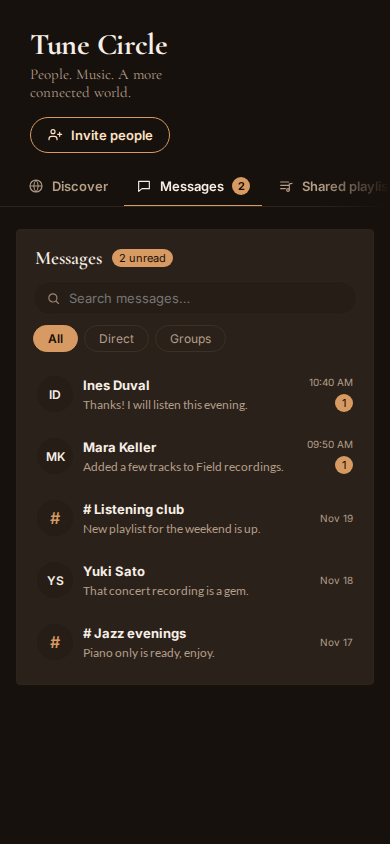 Tune Circle
People. Music. A more
connected world.
Invite people
Discover
Messages 2
Shared playlis
Messages 2 unread
Search messages...
All
Direct
Groups
ID
Ines Duval
10:40 AM
Thanks! I will listen this evening.
1
MK
Mara Keller
09:50 AM
Added a few tracks to Field recordings.
1
#
# Listening club
New playlist for the weekend is up.
Nov 19
YS
Yuki Sato
That concert recording is a gem.
Nov 18
#
# Jazz evenings
Piano only is ready, enjoy.
Nov 17